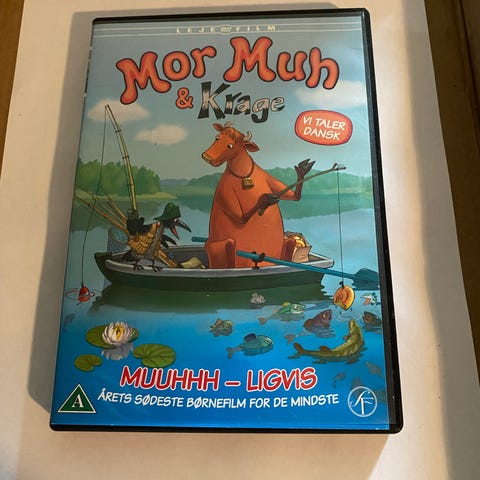 LEJE FILM
Mor Muh
& Krage
VI TALER
DANSK
MUUHHH – LIGVIS
ÅRETS SØDESTE BØRNEFILM FOR DE MINDSTE
A
SF